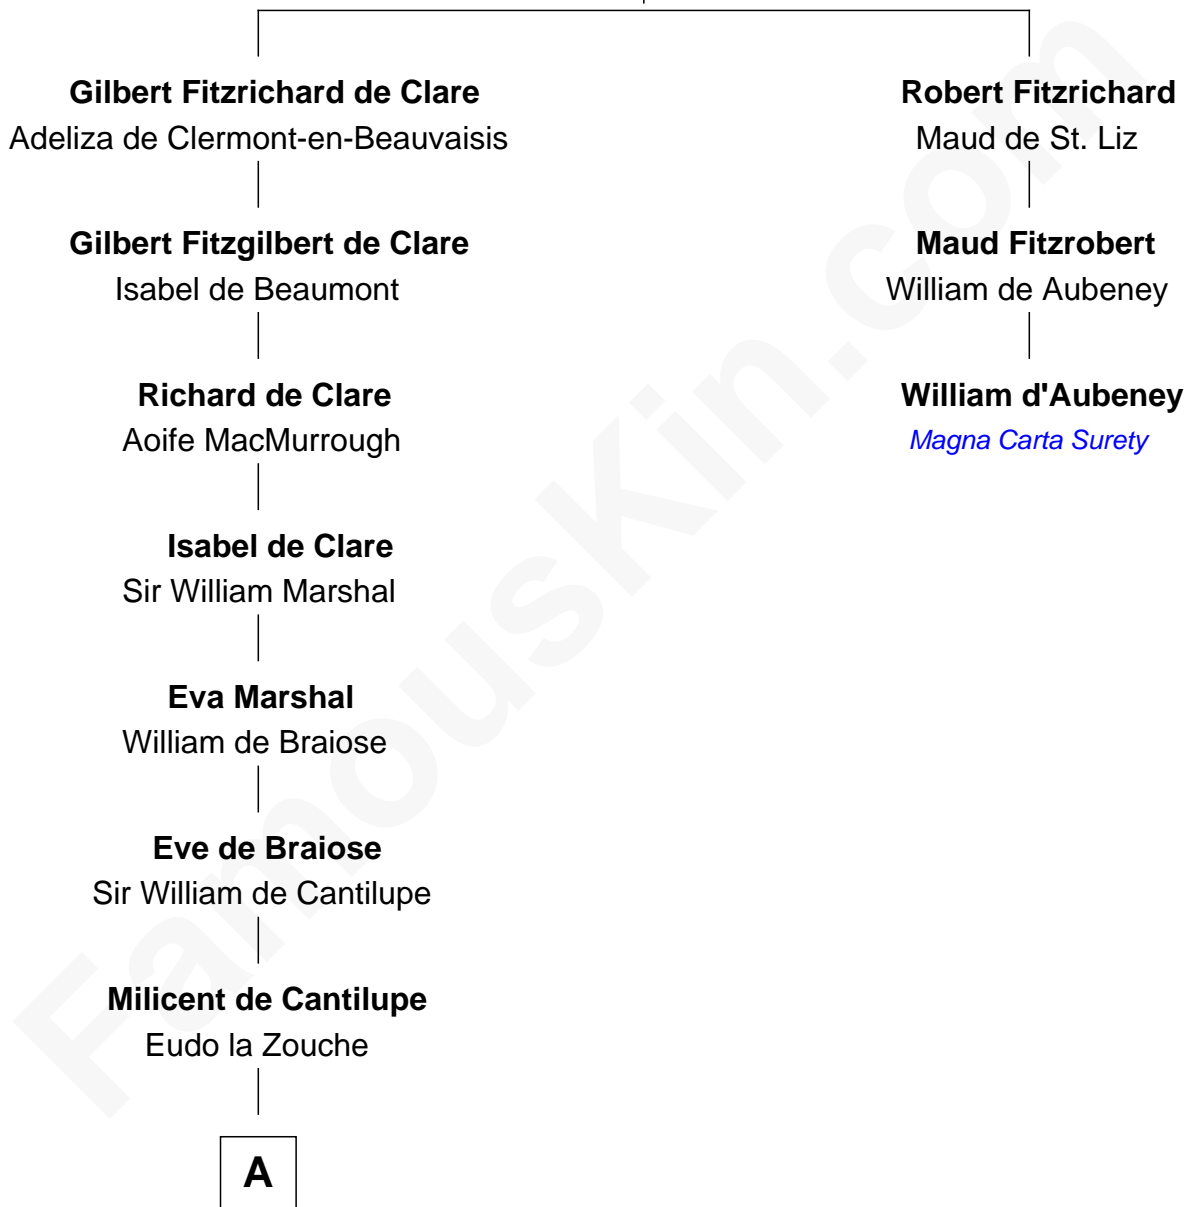 Gilbert Fitzrichard de Clare
Adeliza de Clermont-en-Beauvaisis
Robert Fitzrichard
Maud de St. Liz
Gilbert Fitzgilbert de Clare
Isabel de Beaumont
Maud Fitzrobert
William de Aubeney
Richard de Clare
Aoife MacMurrough
William d'Aubeney
Magna Carta Surety
Isabel de Clare
Sir William Marshal
Eva Marshal
William de Braiose
Eve de Braiose
Sir William de Cantilupe
Milicent de Cantilupe
Eudo la Zouche
A
FamousKin.com